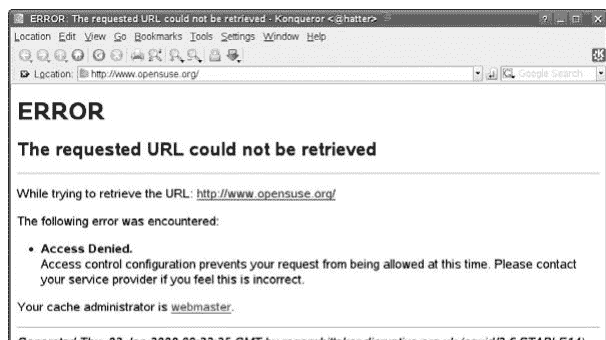 ERROR: The requested URL could not be retrieved - Konqueror <@hatter>
Location Edit View Go Bookmarks Tools Settings Window Help
Location: http://www.opensuse.org/ Google Search
ERROR
The requested URL could not be retrieved
While trying to retrieve the URL: http://www.opensuse.org/
The following error was encountered:
• Access Denied.
Access control configuration prevents your request from being allowed at this time. Please contact
your service provider if you feel this is incorrect.
Your cache administrator is webmaster.